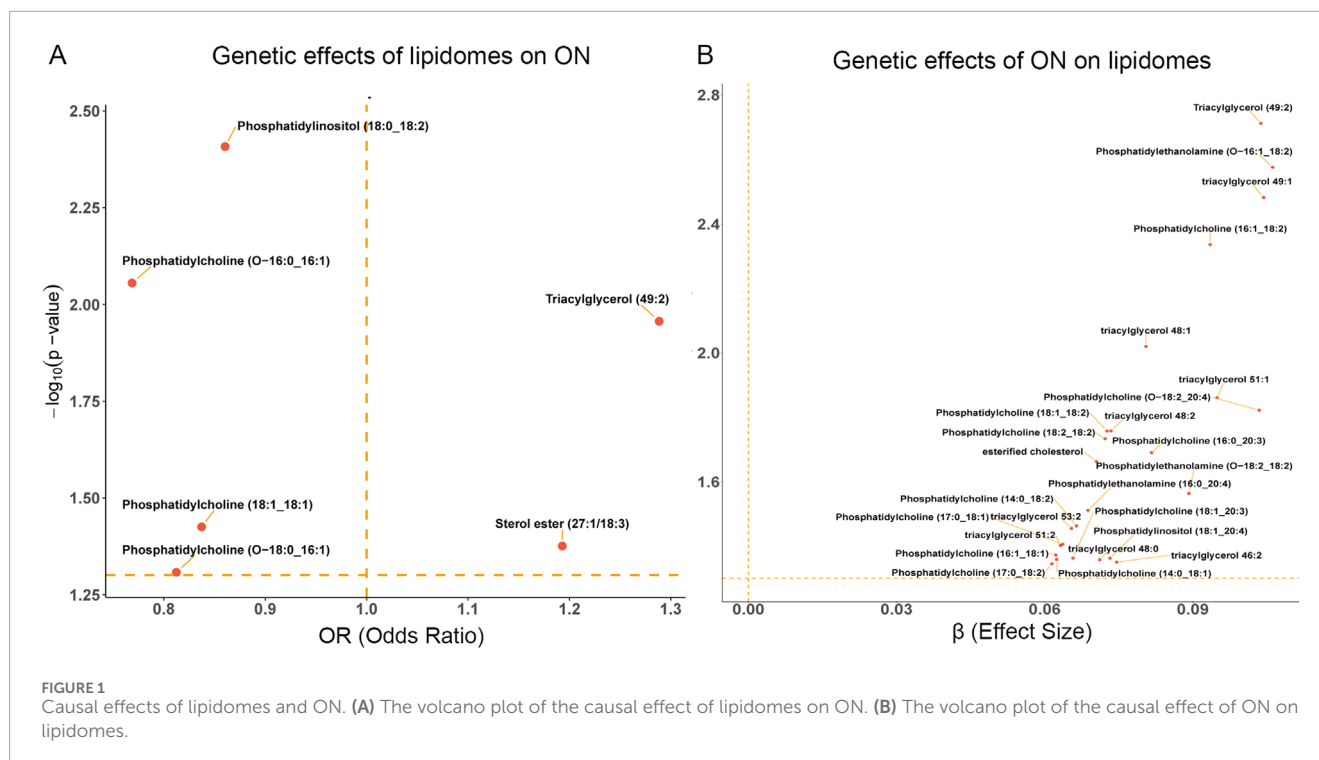 A
Genetic effects of lipidomes on ON
2.50
2.25
2.00
1.75
1.50
1.25
−log10(p −value)
Phosphatidylinositol (18:0_18:2)
Phosphatidylcholine (O−16:0_16:1)
Triacylglycerol (49:2)
Phosphatidylcholine (18:1_18:1)
Sterol ester (27:1/18:3)
Phosphatidylcholine (O−18:0_16:1)
0.8 0.9 1.0 1.1 1.2 1.3
OR (Odds Ratio)
B
Genetic effects of ON on lipidomes
2.8
2.4
2.0
1.6
Triacylglycerol (49:2)
Phosphatidylethanolamine (O−16:1_18:2)
triacylglycerol 49:1
Phosphatidylcholine (16:1_18:2)
triacylglycerol 48:1
triacylglycerol 51:1
Phosphatidylcholine (O−18:2_20:4)
Phosphatidylcholine (18:1_18:2)
triacylglycerol 48:2
Phosphatidylcholine (18:2_18:2)
Phosphatidylcholine (16:0_20:3)
esterified cholesterol
Phosphatidylethanolamine (O−18:2_18:2)
Phosphatidylethanolamine (16:0_20:4)
Phosphatidylcholine (14:0_18:2)
Phosphatidylcholine (18:1_20:3)
Phosphatidylcholine (17:0_18:1)
triacylglycerol 53:2
Phosphatidylinositol (18:1_20:4)
triacylglycerol 51:2
triacylglycerol 48:0
Phosphatidylcholine (16:1_18:1)
triacylglycerol 46:2
Phosphatidylcholine (17:0_18:2)
Phosphatidylcholine (14:0_18:1)
0.00 0.03 0.06 0.09
β (Effect Size)
FIGURE 1
Causal effects of lipidomes and ON. (A) The volcano plot of the causal effect of lipidomes on ON. (B) The volcano plot of the causal effect of ON on
lipidomes.